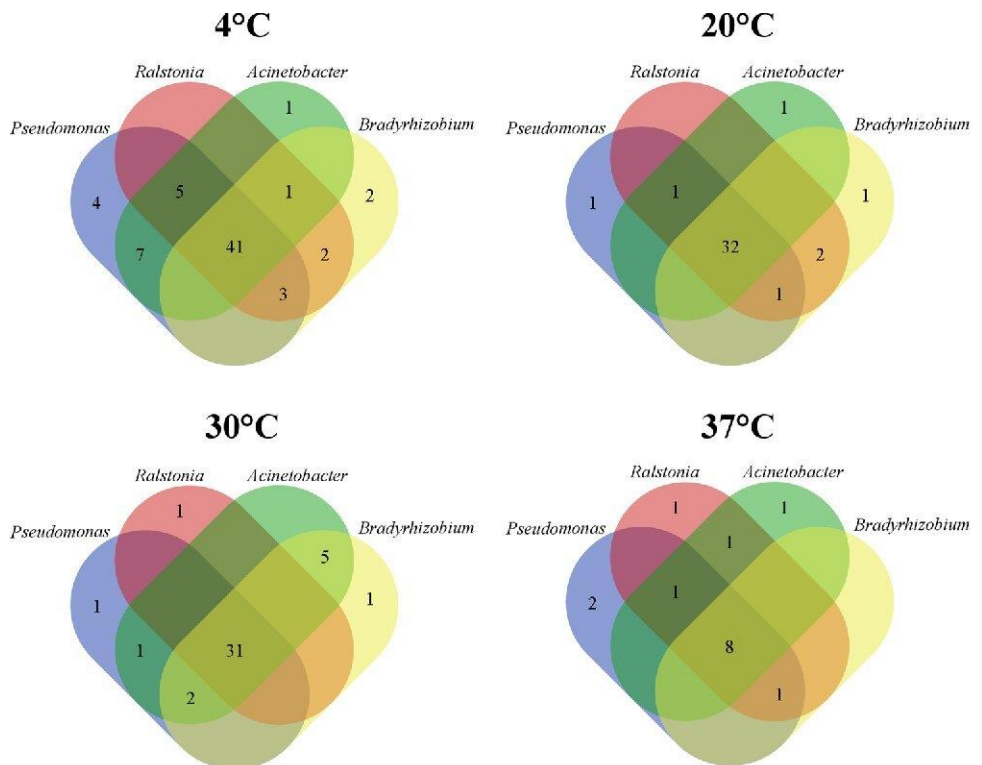 4°C
Ralstonia Acinetobacter
Pseudomonas Bradyrhizobium
1
4 5 1 2
7 41 2
3
20°C
Ralstonia Acinetobacter
Pseudomonas Bradyrhizobium
1
1 1 1
32 2
1
30°C
Ralstonia Acinetobacter
Pseudomonas Bradyrhizobium
1
5
1 1
1 31
2
37°C
Ralstonia Acinetobacter
Pseudomonas Bradyrhizobium
1 1
1
2 1
8
1